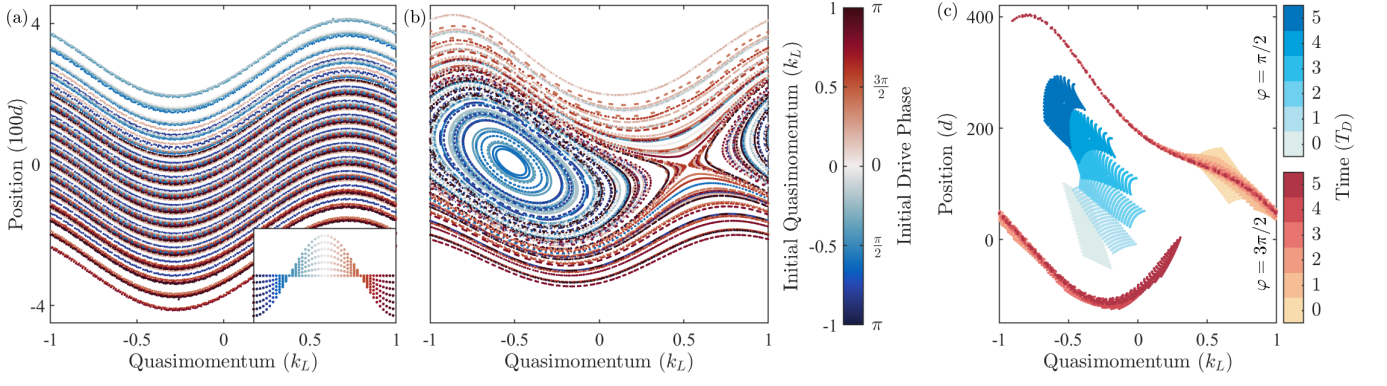 (a)
4
0
-4
Position (100d)
-1
-0.5
0
0.5
1
Quasimomentum (k_L)
(b)
-1
-0.5
0
0.5
1
Quasimomentum (k_L)
1
0.5
0
-0.5
-1
Initial Quasimomentum (k_L)
π
3π/2
0
π/2
π
Initial Drive Phase
(c)
400
200
0
Position (d)
-1
-0.5
0
0.5
1
Quasimomentum (k_L)
φ = π/2
φ = 3π/2
5
4
3
2
1
0
5
4
3
2
1
0
Time (T_D)